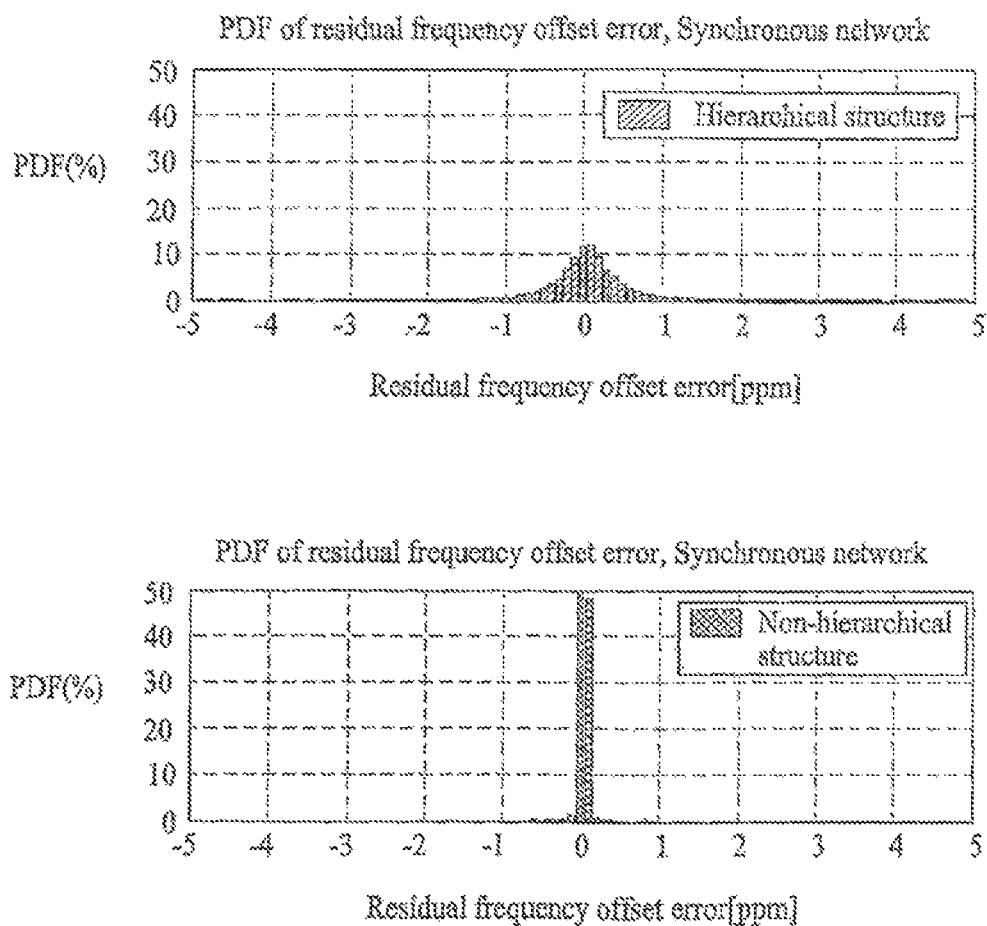 PDF of residual frequency offset error, Synchronous network
50
40
30
20
10
0
PDF(%)
Hierarchical structure
-5 -4 -3 -2 -1 0 1 2 3 4 5
Residual frequency offset error[ppm]
PDF of residual frequency offset error, Synchronous network
50
40
30
20
10
0
PDF(%)
Non-hierarchical
structure
-5 -4 -3 -2 -1 0 1 2 3 4 5
Residual frequency offset error[ppm]